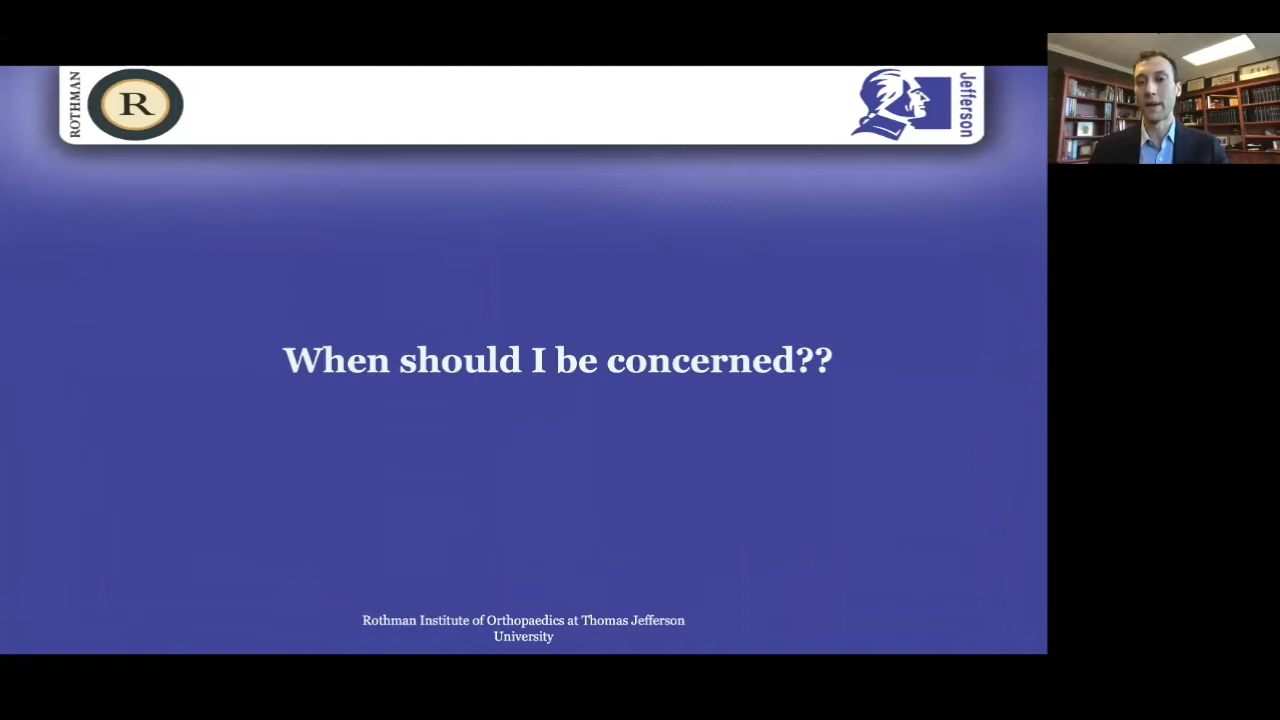 ROTHMAN
R
Jefferson
When should I be concerned??
Rothman Institute of Orthopaedics at Thomas Jefferson
University